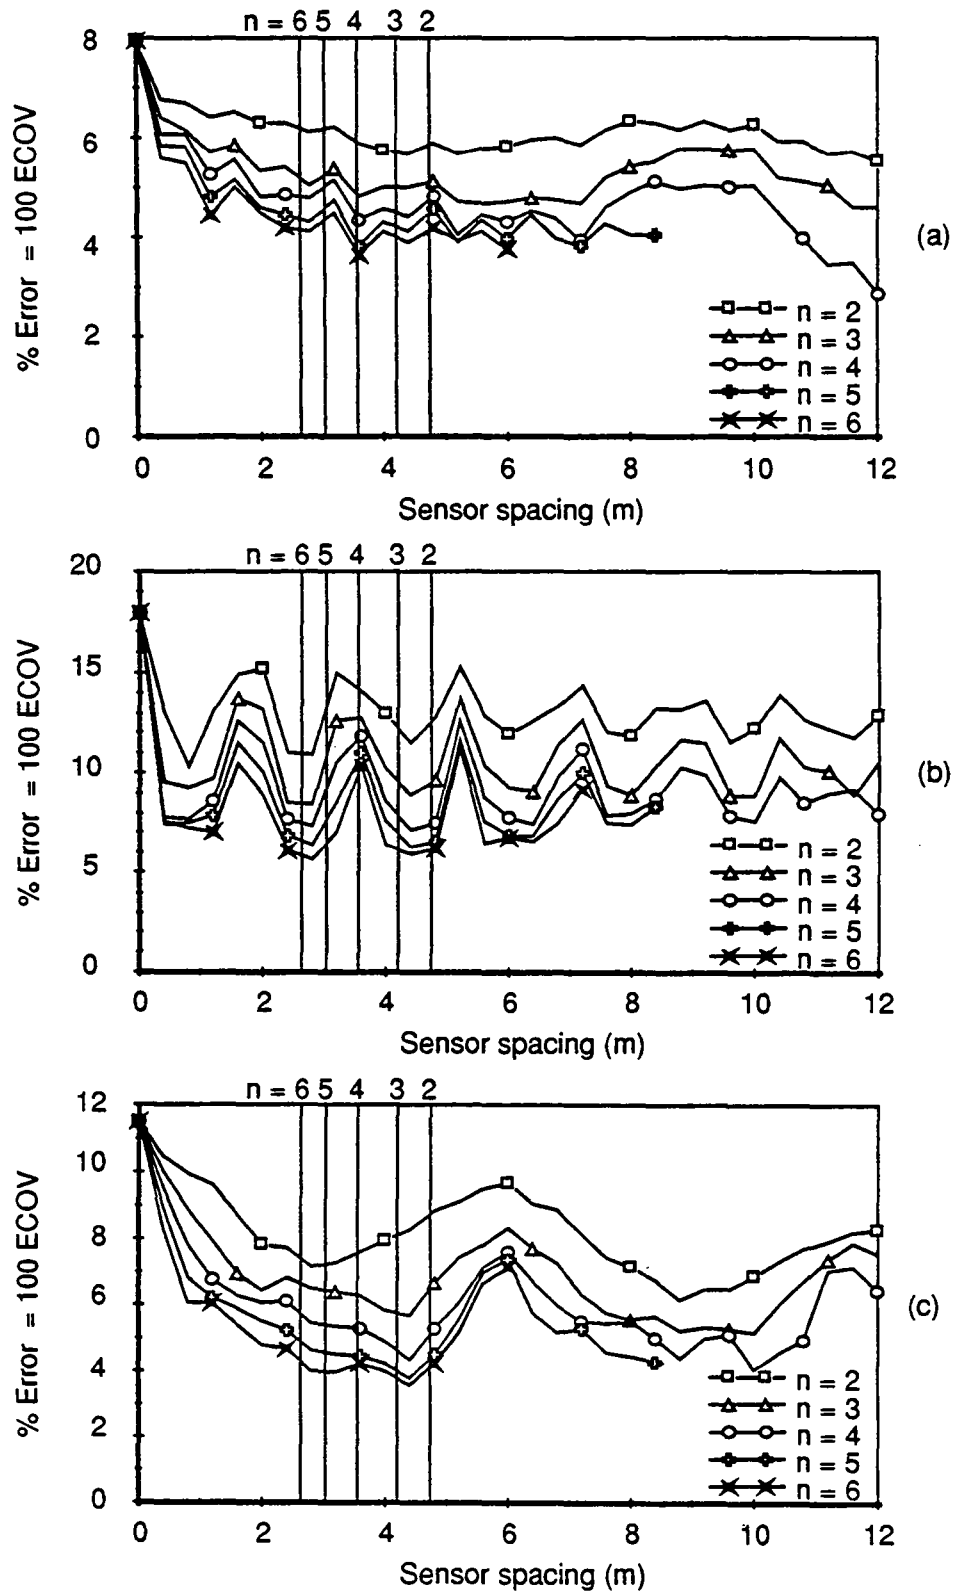 n = 6 5 4 3 2
8
6
4
2
0
% Error = 100 ECOV
n = 2
n = 3
n = 4
n = 5
n = 6
0 2 4 6 8 10 12
Sensor spacing (m)
(a)
n = 6 5 4 3 2
20
15
10
5
0
% Error = 100 ECOV
n = 2
n = 3
n = 4
n = 5
n = 6
0 2 4 6 8 10 12
Sensor spacing (m)
(b)
n = 6 5 4 3 2
12
10
8
6
4
2
0
% Error = 100 ECOV
n = 2
n = 3
n = 4
n = 5
n = 6
0 2 4 6 8 10 12
Sensor spacing (m)
(c)